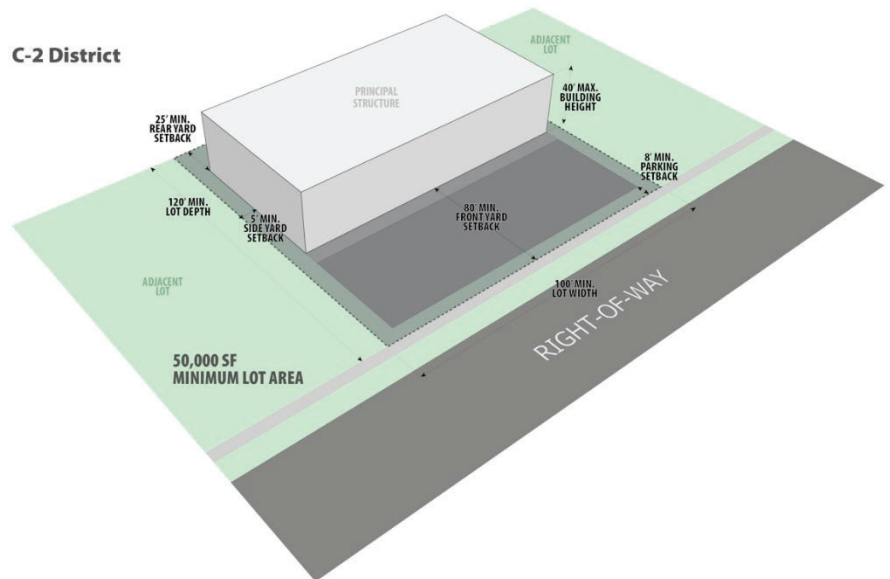 C-2 District
ADJACENT
LOT
PRINCIPAL
STRUCTURE
40' MAX.
BUILDING
HEIGHT
25' MIN.
REAR YARD
SETBACK
8' MIN.
PARKING
SETBACK
120' MIN.
LOT DEPTH
5' MIN.
SIDE YARD
SETBACK
80' MIN.
FRONT YARD
SETBACK
ADJACENT
LOT
100' MIN.
LOT WIDTH
RIGHT-OF-WAY
50,000 SF
MINIMUM LOT AREA